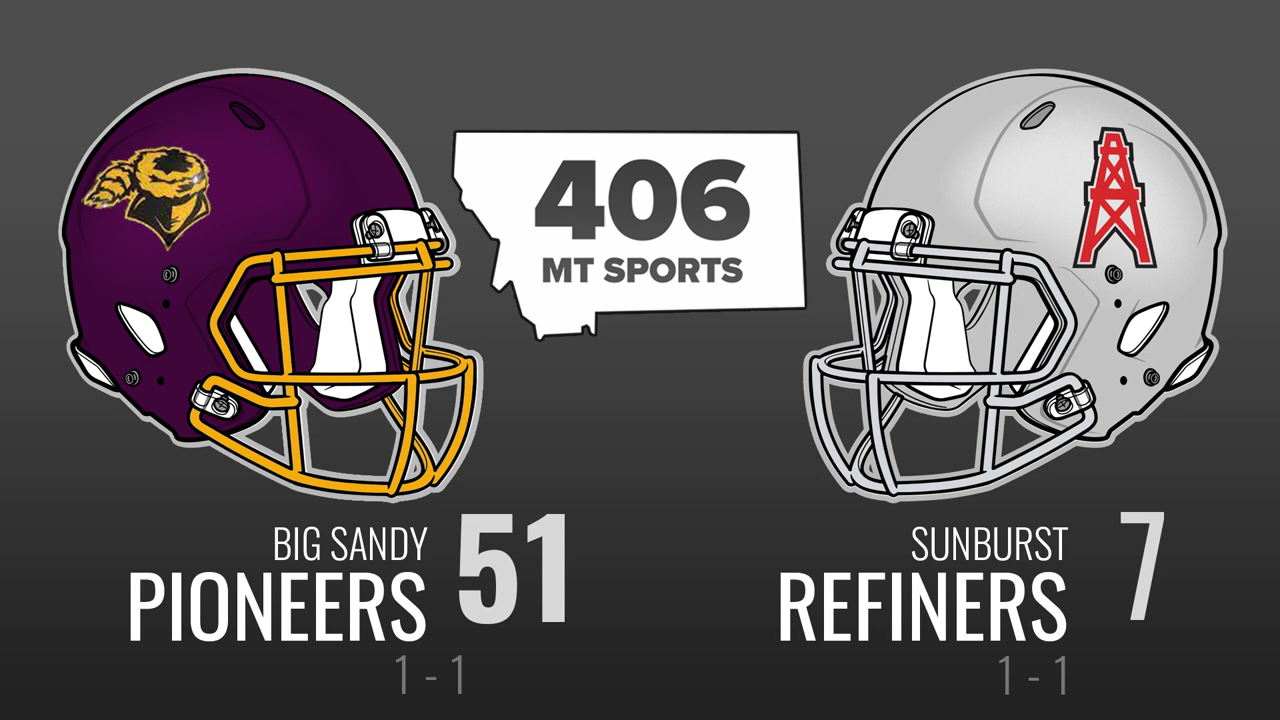 406
MT SPORTS
BIG SANDY
PIONEERS
51
1 - 1
SUNBURST
REFINERS
7
1 - 1